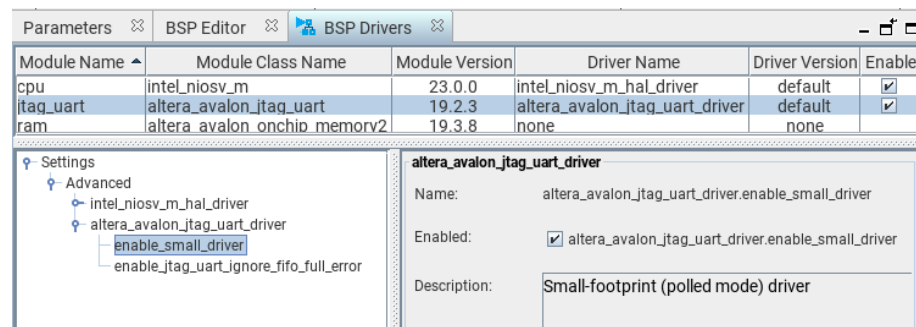 Parameters BSP Editor BSP Drivers
Module Name Module Class Name Module Version Driver Name Driver Version Enable
cpu intel_niosv_m 23.0.0 intel_niosv_m_hal_driver default
jtag_uart altera_avalon_jtag_uart 19.2.3 altera_avalon_jtag_uart_driver default
ram altera_avalon_onchip_memory2 19.3.8 none none
Settings
Advanced
intel_niosv_m_hal_driver
altera_avalon_jtag_uart_driver
enable_small_driver
enable_jtag_uart_ignore_fifo_full_error
altera_avalon_jtag_uart_driver
Name: altera_avalon_jtag_uart_driver.enable_small_driver
Enabled: altera_avalon_jtag_uart_driver.enable_small_driver
Description: Small-footprint (polled mode) driver